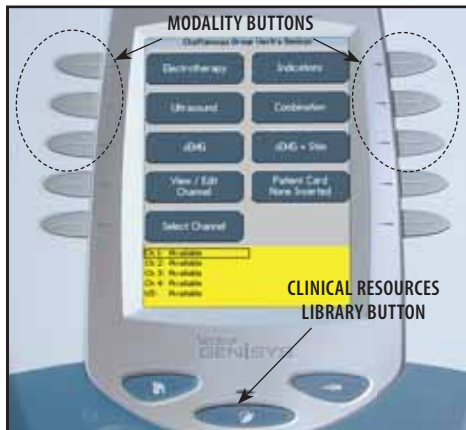 MODALITY BUTTONS
Chattanooga Group Vectra Genisys
Electrotherapy
Indications
Ultrasound
Combination
sEMG
sEMG + Stim
View / Edit
Channel
Patient Card
None Inserted
Select Channel
Ch 1: Available
Ch 2: Available
Ch 3: Available
Ch 4: Available
US: Available
CLINICAL RESOURCES
LIBRARY BUTTON
Vectra
GENISYS